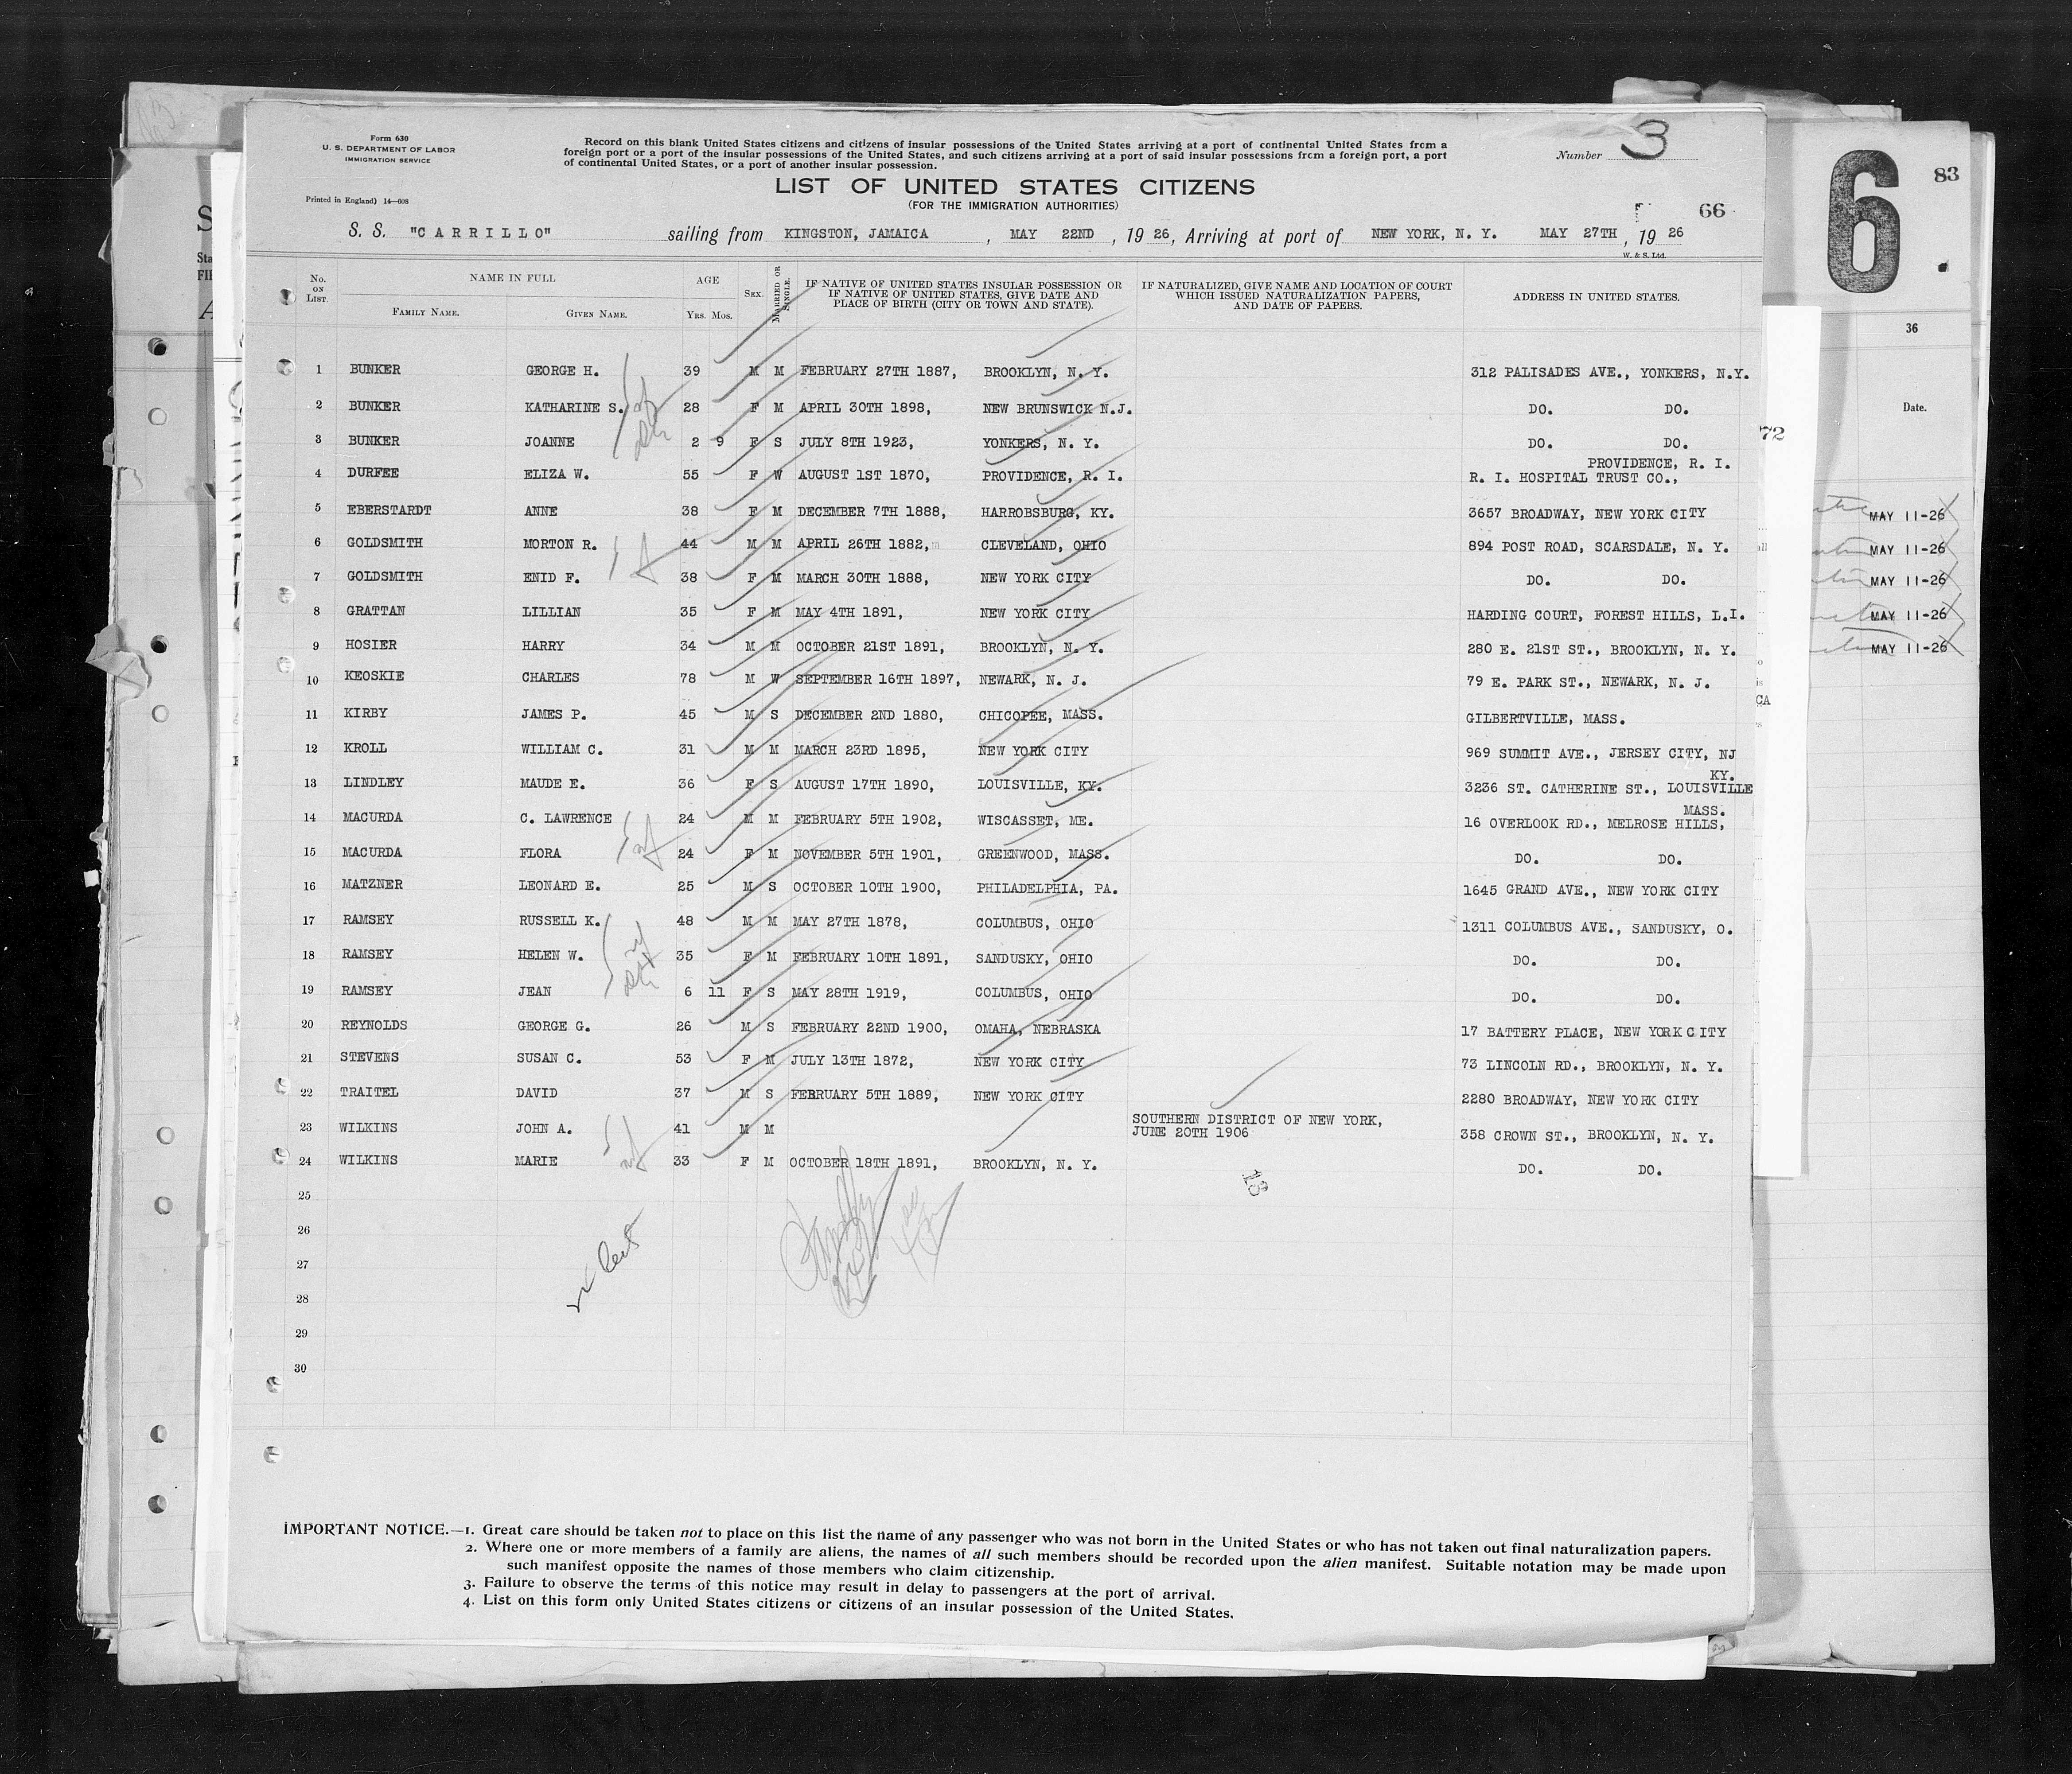 Form 630
U. S. DEPARTMENT OF LABOR
IMMIGRATION SERVICE
Printed in England) 14—608
Record on this blank United States citizens and citizens of insular possessions of the United States arriving at a port of continental United States from a
foreign port or a port of the insular possessions of the United States, and such citizens arriving at a port of said insular possessions from a foreign port, a port
of continental United States, or a port of another insular possession.
Number 3
LIST OF UNITED STATES CITIZENS
(FOR THE IMMIGRATION AUTHORITIES)
66
S. S. "CARRILLO" sailing from KINGSTON, JAMAICA, MAY 22ND, 1926, Arriving at port of NEW YORK, N. Y. MAY 27TH, 1926
W. & S. Ltd.
No. ON LIST. NAME IN FULL AGE SEX. MARRIED OR SINGLE. IF NATIVE OF UNITED STATES INSULAR POSSESSION OR IF NATIVE OF UNITED STATES, GIVE DATE AND PLACE OF BIRTH (CITY OR TOWN AND STATE). IF NATURALIZED, GIVE NAME AND LOCATION OF COURT WHICH ISSUED NATURALIZATION PAPERS, AND DATE OF PAPERS. ADDRESS IN UNITED STATES.
FAMILY NAME. GIVEN NAME. YRS. MOS.
1 BUNKER GEORGE H. 39 M M FEBRUARY 27TH 1887, BROOKLYN, N. Y. 312 PALISADES AVE., YONKERS, N.Y.
2 BUNKER KATHARINE S. 28 F M APRIL 30TH 1898, NEW BRUNSWICK N.J. DO. DO.
3 BUNKER JOANNE 2 9 F S JULY 8TH 1923, YONKERS, N. Y. DO. DO.
4 DURFEE ELIZA W. 55 F W AUGUST 1ST 1870, PROVIDENCE, R. I. PROVIDENCE, R. I.
R. I. HOSPITAL TRUST CO.,
5 EBERSTARDT ANNE 38 F M DECEMBER 7TH 1888, HARROBSBURG, KY. 3657 BROADWAY, NEW YORK CITY
6 GOLDSMITH MORTON R. 44 M M APRIL 26TH 1882, CLEVELAND, OHIO 894 POST ROAD, SCARSDALE, N. Y.
7 GOLDSMITH ENID F. 38 F M MARCH 30TH 1888, NEW YORK CITY DO. DO.
8 GRATTAN LILLIAN 35 F M MAY 4TH 1891, NEW YORK CITY HARDING COURT, FOREST HILLS, L.I.
9 HOSIER HARRY 34 M M OCTOBER 21ST 1891, BROOKLYN, N. Y. 280 E. 21ST ST., BROOKLYN, N. Y.
10 KEOSKIE CHARLES 78 M W SEPTEMBER 16TH 1897, NEWARK, N. J. 79 E. PARK ST., NEWARK, N. J.
11 KIRBY JAMES P. 45 M S DECEMBER 2ND 1880, CHICOPEE, MASS. GILBERTVILLE, MASS.
12 KROLL WILLIAM C. 31 M M MARCH 23RD 1895, NEW YORK CITY 969 SUMMIT AVE., JERSEY CITY, NJ
13 LINDLEY MAUDE E. 36 F S AUGUST 17TH 1890, LOUISVILLE, KY. KY.
3236 ST. CATHERINE ST., LOUISVILLE
14 MACURDA C. LAWRENCE 24 M M FEBRUARY 5TH 1902, WISCASSET, ME. MASS.
16 OVERLOOK RD., MELROSE HILLS,
15 MACURDA FLORA 24 F M NOVEMBER 5TH 1901, GREENWOOD, MASS. DO. DO.
16 MATZNER LEONARD E. 25 M S OCTOBER 10TH 1900, PHILADELPHIA, PA. 1645 GRAND AVE., NEW YORK CITY
17 RAMSEY RUSSELL K. 48 M M MAY 27TH 1878, COLUMBUS, OHIO 1311 COLUMBUS AVE., SANDUSKY, O.
18 RAMSEY HELEN W. 35 F M FEBRUARY 10TH 1891, SANDUSKY, OHIO DO. DO.
19 RAMSEY JEAN 6 11 F S MAY 28TH 1919, COLUMBUS, OHIO DO. DO.
20 REYNOLDS GEORGE G. 26 M S FEBRUARY 22ND 1900, OMAHA, NEBRASKA 17 BATTERY PLACE, NEW YORK CITY
21 STEVENS SUSAN C. 53 F M JULY 13TH 1872, NEW YORK CITY 73 LINCOLN RD., BROOKLYN, N. Y.
22 TRAITEL DAVID 37 M S FEBRUARY 5TH 1889, NEW YORK CITY 2280 BROADWAY, NEW YORK CITY
23 WILKINS JOHN A. 41 M M SOUTHERN DISTRICT OF NEW YORK, 358 CROWN ST., BROOKLYN, N. Y.
JUNE 20TH 1906
24 WILKINS MARIE 33 F M OCTOBER 18TH 1891, BROOKLYN, N. Y. DO. DO.
13
25
26
27
28
29
30
IMPORTANT NOTICE.—1. Great care should be taken not to place on this list the name of any passenger who was not born in the United States or who has not taken out final naturalization papers.
2. Where one or more members of a family are aliens, the names of all such members should be recorded upon the alien manifest. Suitable notation may be made upon
such manifest opposite the names of those members who claim citizenship.
3. Failure to observe the terms of this notice may result in delay to passengers at the port of arrival.
4. List on this form only United States citizens or citizens of an insular possession of the United States.
6
83
36
Date.
72
MAY 11-26
MAY 11-26
MAY 11-26
MAY 11-26
MAY 11-26
CA